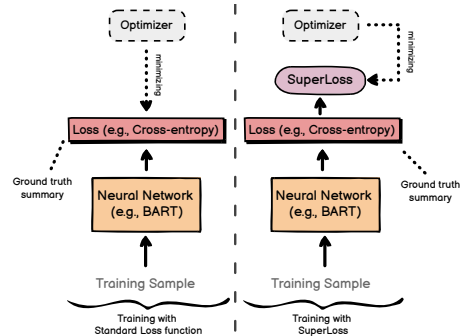 Optimizer
minimizing
Loss (e.g., Cross-entropy)
Ground truth
summary
Neural Network
(e.g., BART)
Training Sample
Training with
Standard Loss function
Optimizer
minimizing
SuperLoss
Loss (e.g., Cross-entropy)
Ground truth
summary
Neural Network
(e.g., BART)
Training Sample
Training with
SuperLoss